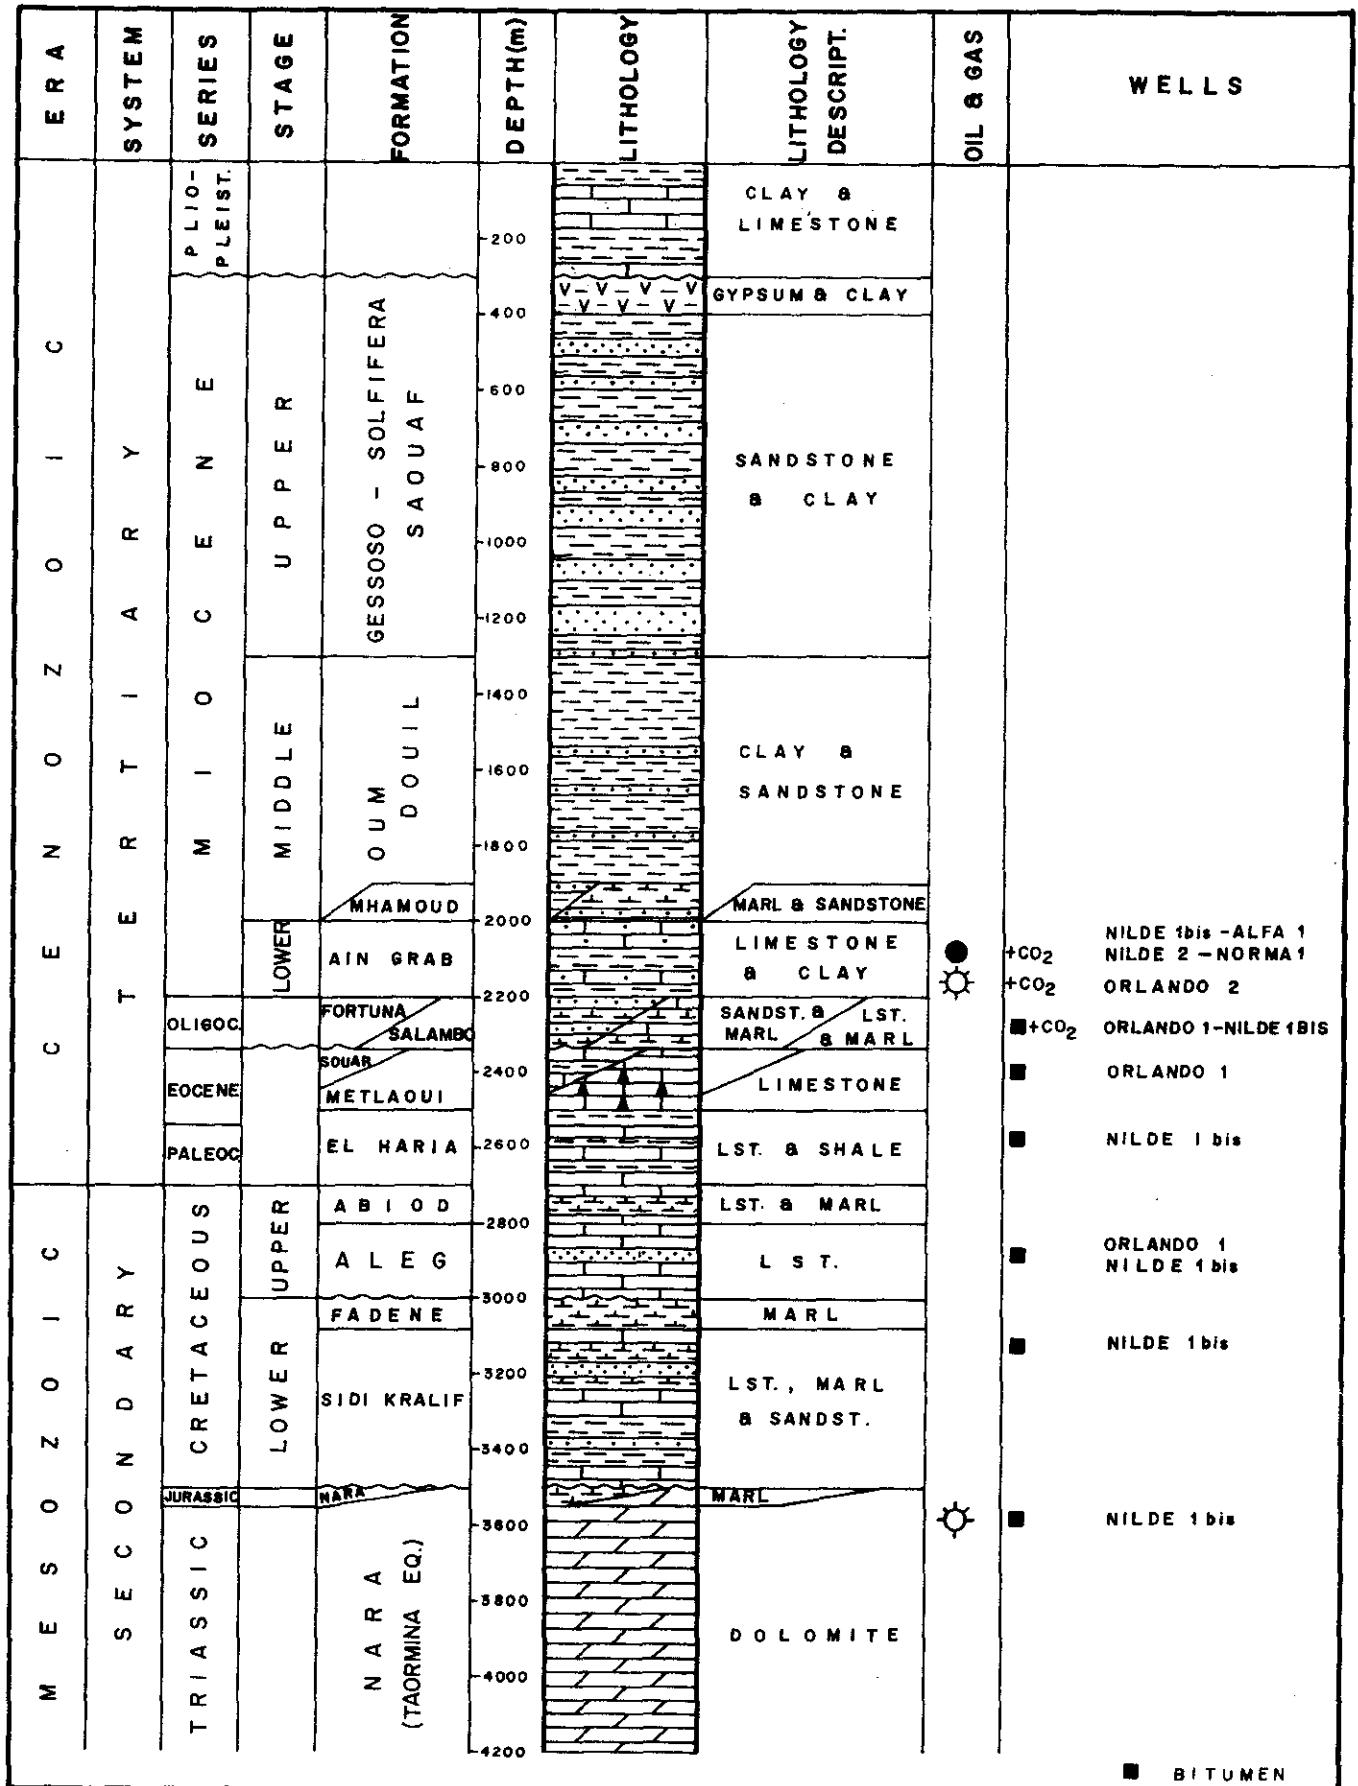 ERA
SYSTEM
SERIES
STAGE
FORMATION
DEPTH(m)
LITHOLOGY
LITHOLOGY
DESCRIPT.
OIL & GAS
WELLS
CENOZOIC
TERTIARY
PLIO-
PLEIST.
CLAY &
LIMESTONE
200
GYPSUM & CLAY
400
MIOCENE
UPPER
GESSOSO - SOLFIFERA
SAOUAF
600
800
SANDSTONE
& CLAY
1000
1200
MIDDLE
OUM
DOUIL
1400
1600
1800
CLAY &
SANDSTONE
MHAMOUD
MARL & SANDSTONE
2000
LOWER
AIN GRAB
LIMESTONE
& CLAY
+CO2
NILDE 1bis - ALFA 1
NILDE 2 - NORMA 1
+CO2
ORLANDO 2
2200
OLIGOC.
FORTUNA
SALAMBO
SANDST. &
MARL
LST.
& MARL
+CO2
ORLANDO 1-NILDE 1BIS
EOCENE
SOUAR
METLAOUI
2400
LIMESTONE
ORLANDO 1
PALEOC
EL HARIA
2600
LST. & SHALE
NILDE 1 bis
MESOZOIC
SECONDARY
CRETACEOUS
UPPER
ABIOD
LST. & MARL
2800
ALEG
LST.
ORLANDO 1
NILDE 1 bis
3000
LOWER
FADENE
MARL
NILDE 1bis
SIDI KRALIF
3200
LST., MARL
& SANDST.
3400
JURASSIC
NARA
MARL
3600
NILDE 1bis
TRIASSIC
NARA
(TAORMINA EQ.)
3800
DOLOMITE
4000
4200
BITUMEN